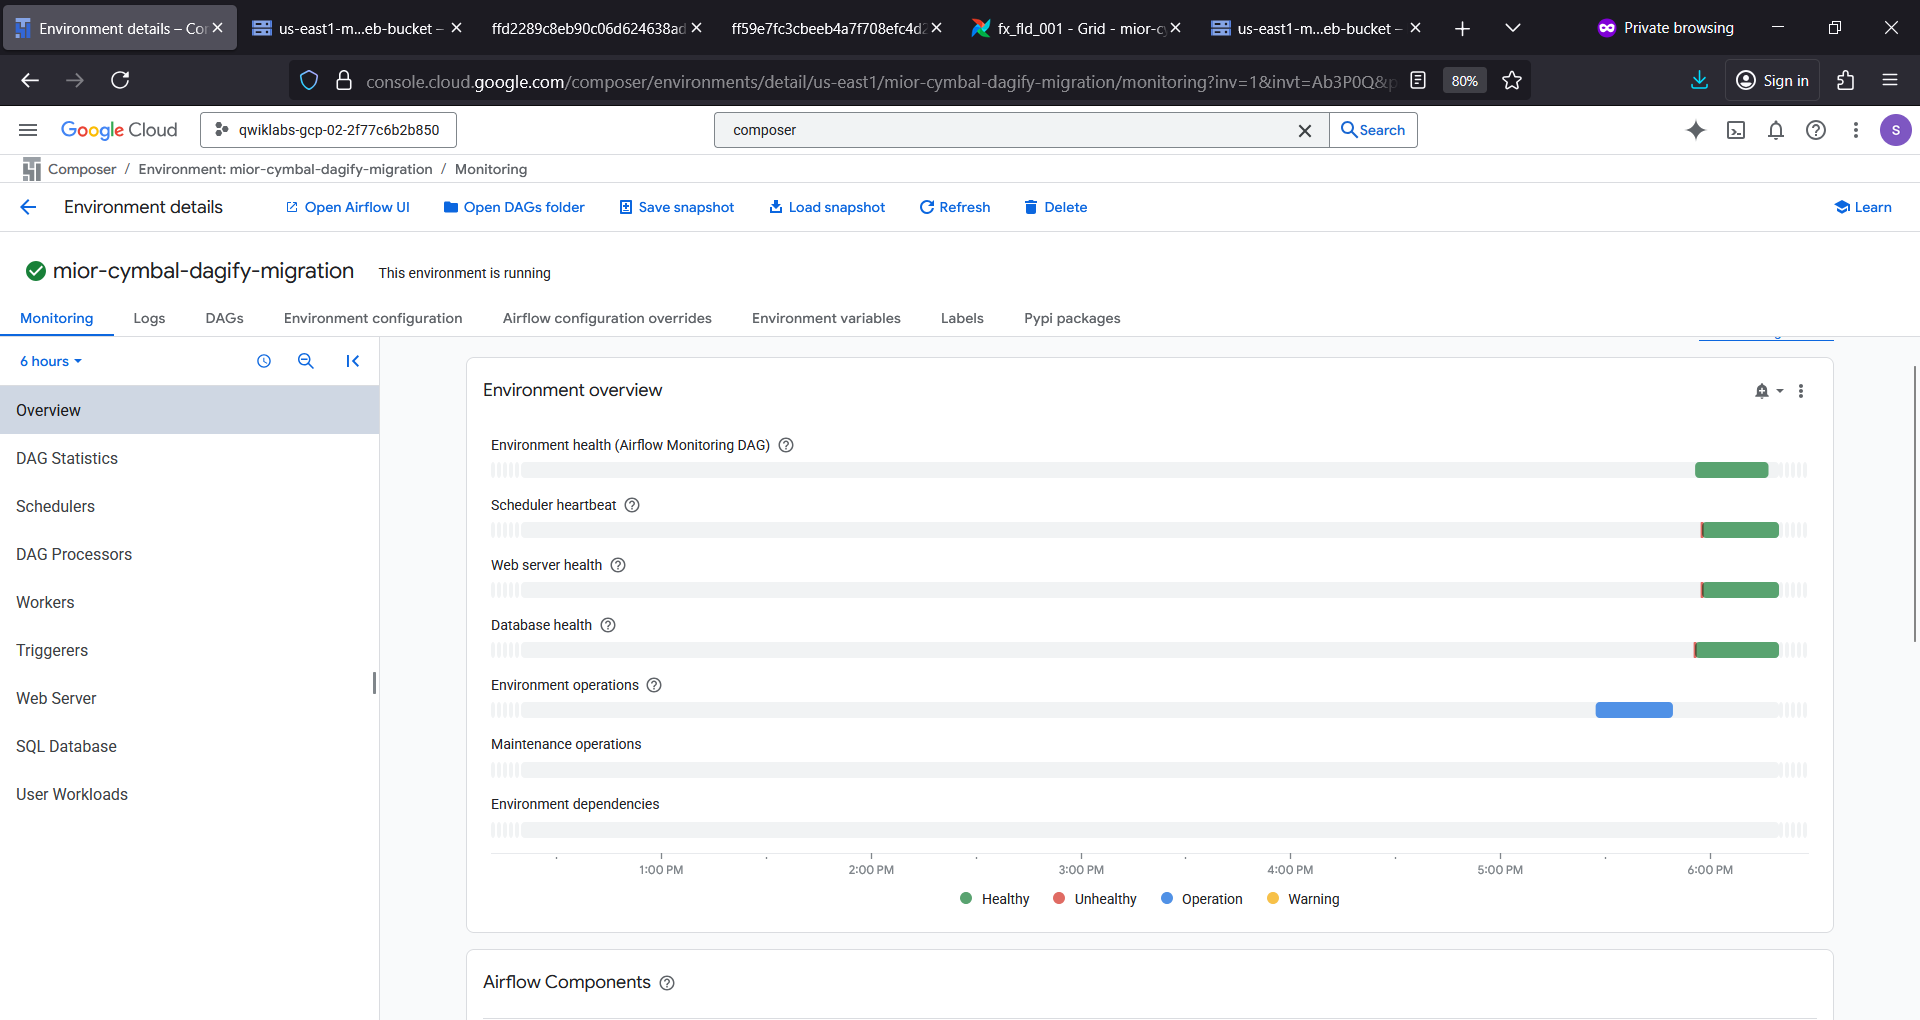 Environment details – Co
us-east1-m...eb-bucket –
ffd2289c8eb90c06d624638ad
ff59e7fc3cbeeb4a7f708efc4d2
fx_fld_001 - Grid - mior-cy
us-east1-m...eb-bucket –
Private browsing
console.cloud.google.com/composer/environments/detail/us-east1/mior-cymbal-dagify-migration/monitoring?inv=1&invt=Ab3P0Q&p
80%
Sign in
Google Cloud
qwiklabs-gcp-02-2f77c6b2b850
composer
Search
S
Composer / Environment: mior-cymbal-dagify-migration / Monitoring
Environment details
Open Airflow UI
Open DAGs folder
Save snapshot
Load snapshot
Refresh
Delete
Learn
mior-cymbal-dagify-migration
This environment is running
Monitoring
Logs
DAGs
Environment configuration
Airflow configuration overrides
Environment variables
Labels
Pypi packages
6 hours
Overview
DAG Statistics
Schedulers
DAG Processors
Workers
Triggerers
Web Server
SQL Database
User Workloads
Environment overview
Environment health (Airflow Monitoring DAG)
Scheduler heartbeat
Web server health
Database health
Environment operations
Maintenance operations
Environment dependencies
1:00 PM
2:00 PM
3:00 PM
4:00 PM
5:00 PM
6:00 PM
Healthy
Unhealthy
Operation
Warning
Airflow Components